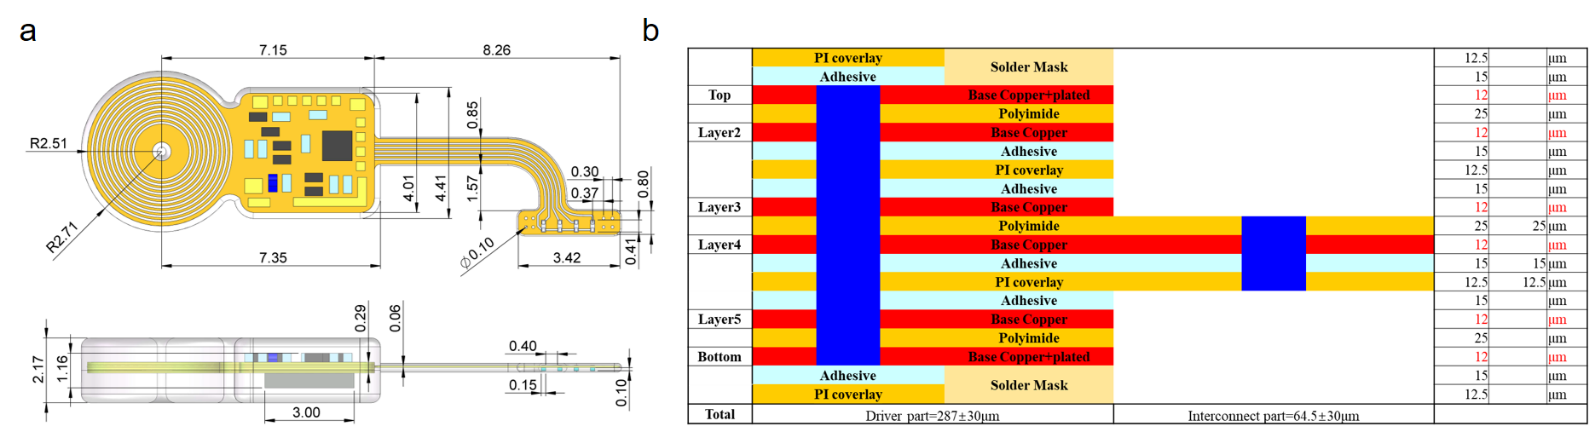 a
7.15
8.26
R2.51
R2.71
0.85
4.01
4.41
1.57
0.30
0.37
0.80
0.41
Ø0.10
3.42
7.35
2.17
1.16
0.29
0.06
0.40
0.15
0.10
3.00
b
PI coverlay 12.5 μm
Solder Mask
Adhesive 15 μm
Top Base Copper+plated 12 μm
Polyimide 25 μm
Layer2 Base Copper 12 μm
Adhesive 15 μm
PI coverlay 12.5 μm
Adhesive 15 μm
Layer3 Base Copper 12 μm
Polyimide 25 25 μm
Layer4 Base Copper 12 μm
Adhesive 15 15 μm
PI coverlay 12.5 12.5 μm
Adhesive 15 μm
Layer5 Base Copper 12 μm
Polyimide 25 μm
Bottom Base Copper+plated 12 μm
Adhesive 15 μm
Solder Mask
PI coverlay 12.5 μm
Total Driver part=287±30μm Interconnect part=64.5±30μm